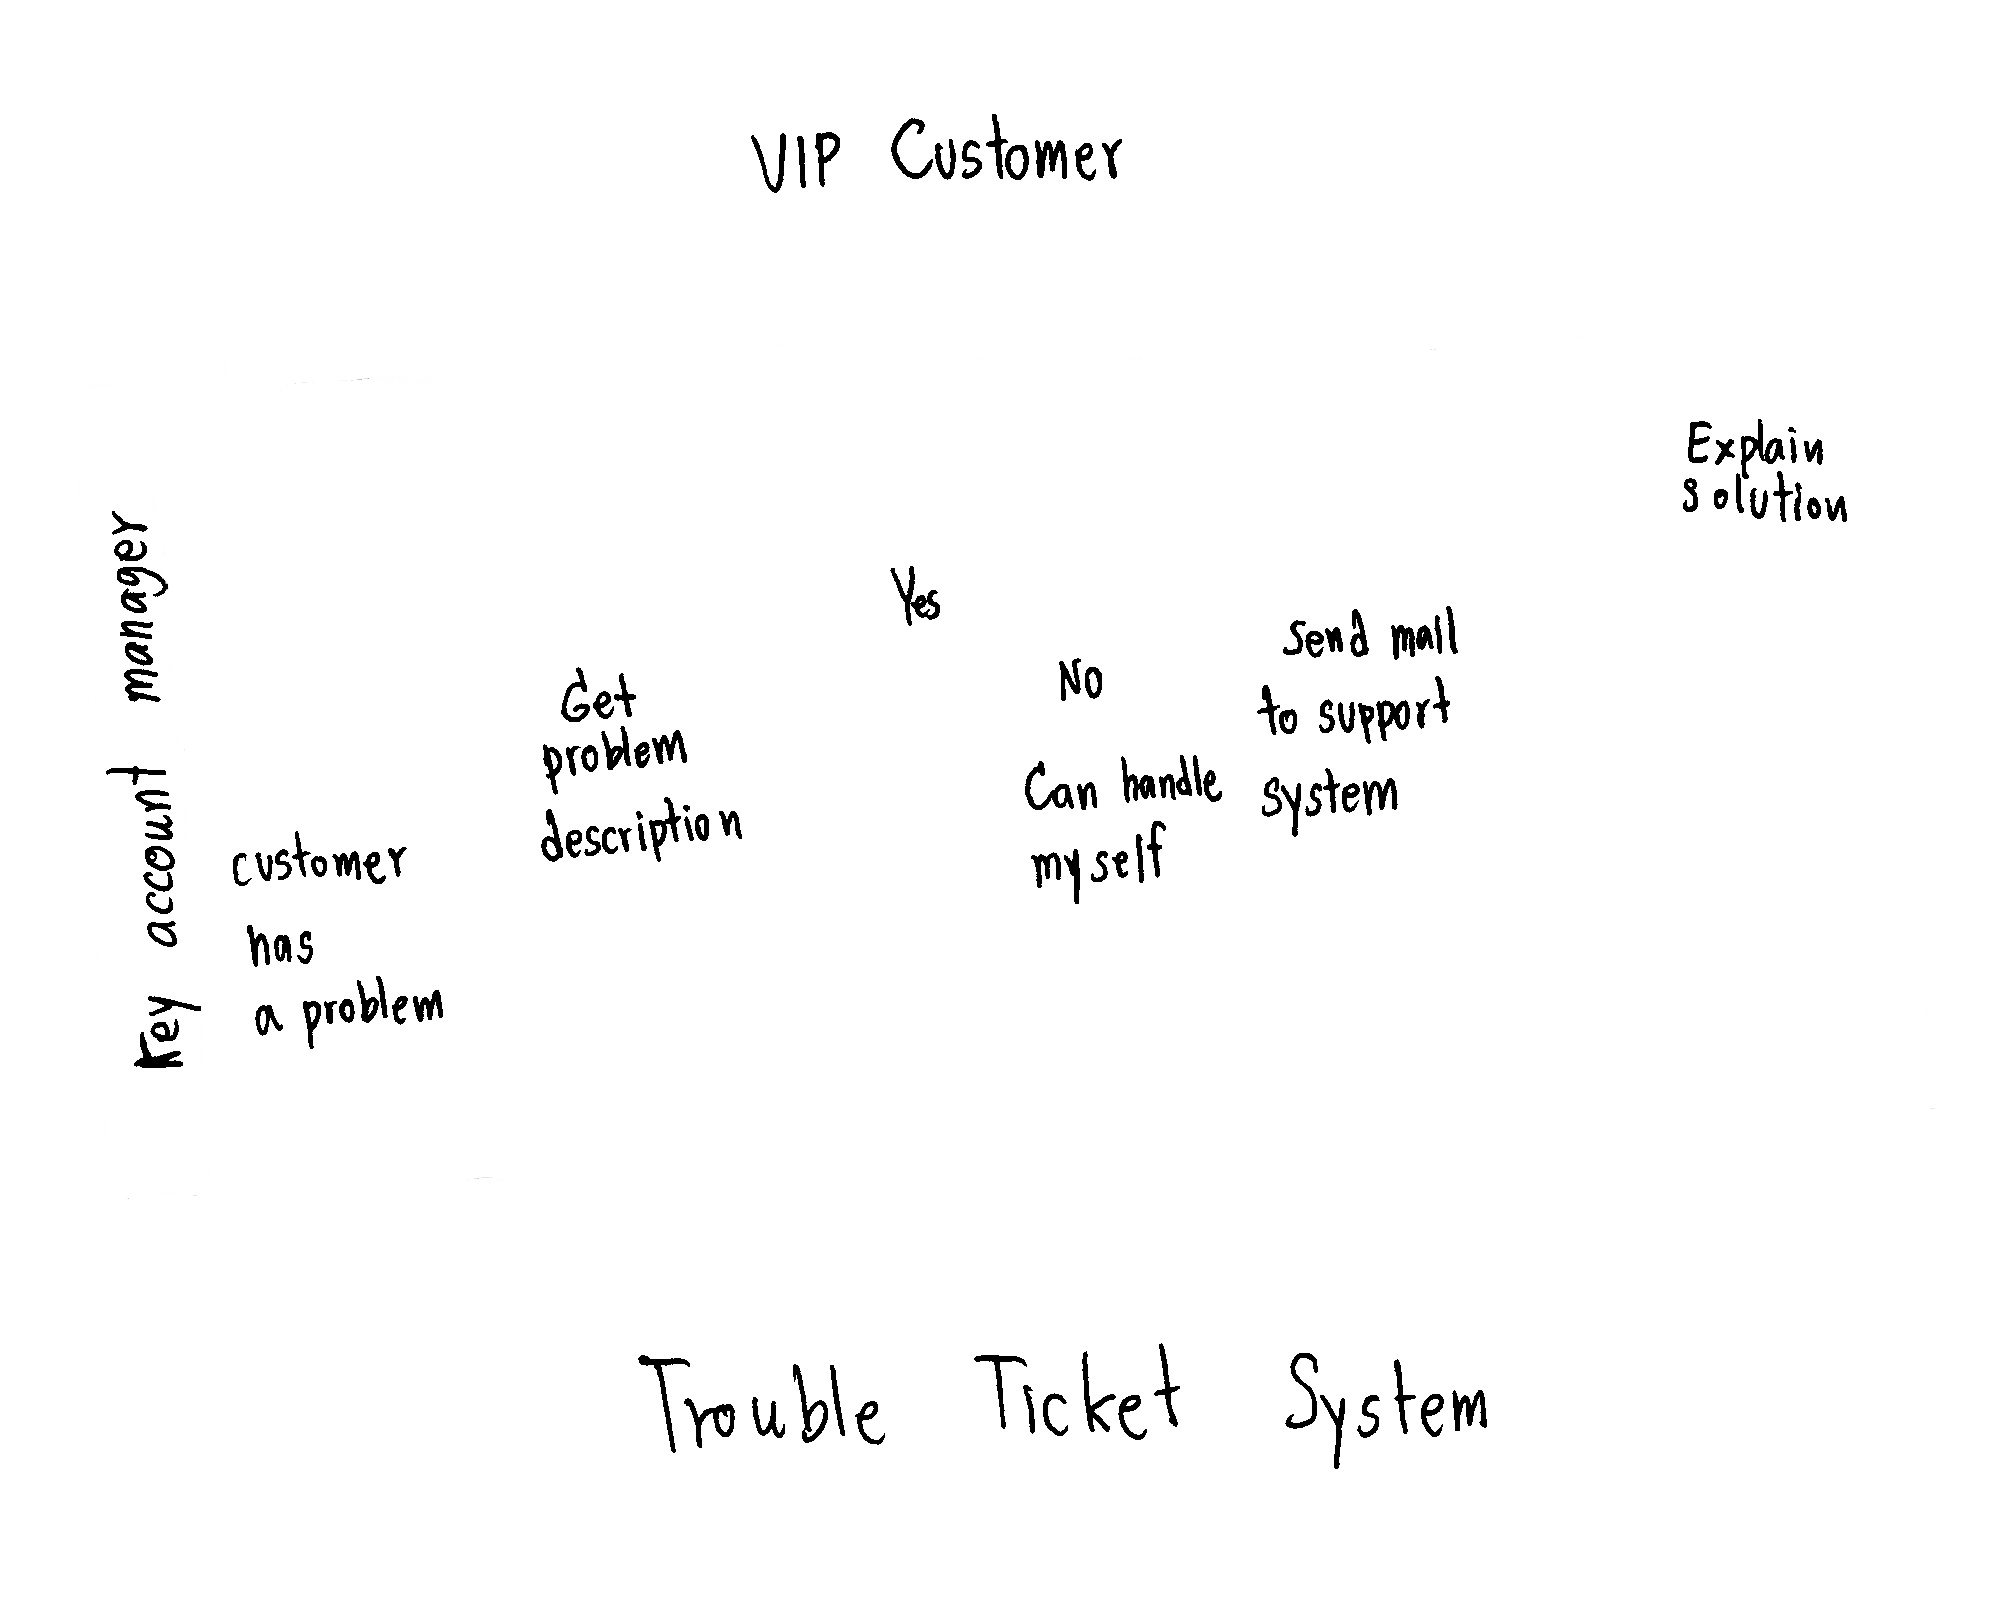 VIP Customer
Explain
solution
Key account manager
Yes
Send mail
to support
system
No
Get
problem
description
Can handle
myself
customer
has
a problem
Trouble Ticket System